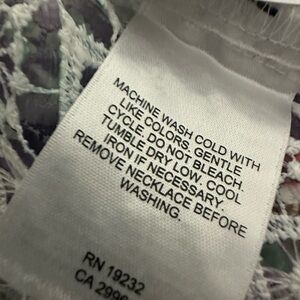 MACHINE WASH COLD WITH
LIKE COLORS. GENTLE
CYCLE. DO NOT BLEACH.
TUMBLE DRY LOW. COOL
IRON IF NECESSARY.
REMOVE NECKLACE BEFORE
WASHING.
RN 19232
CA